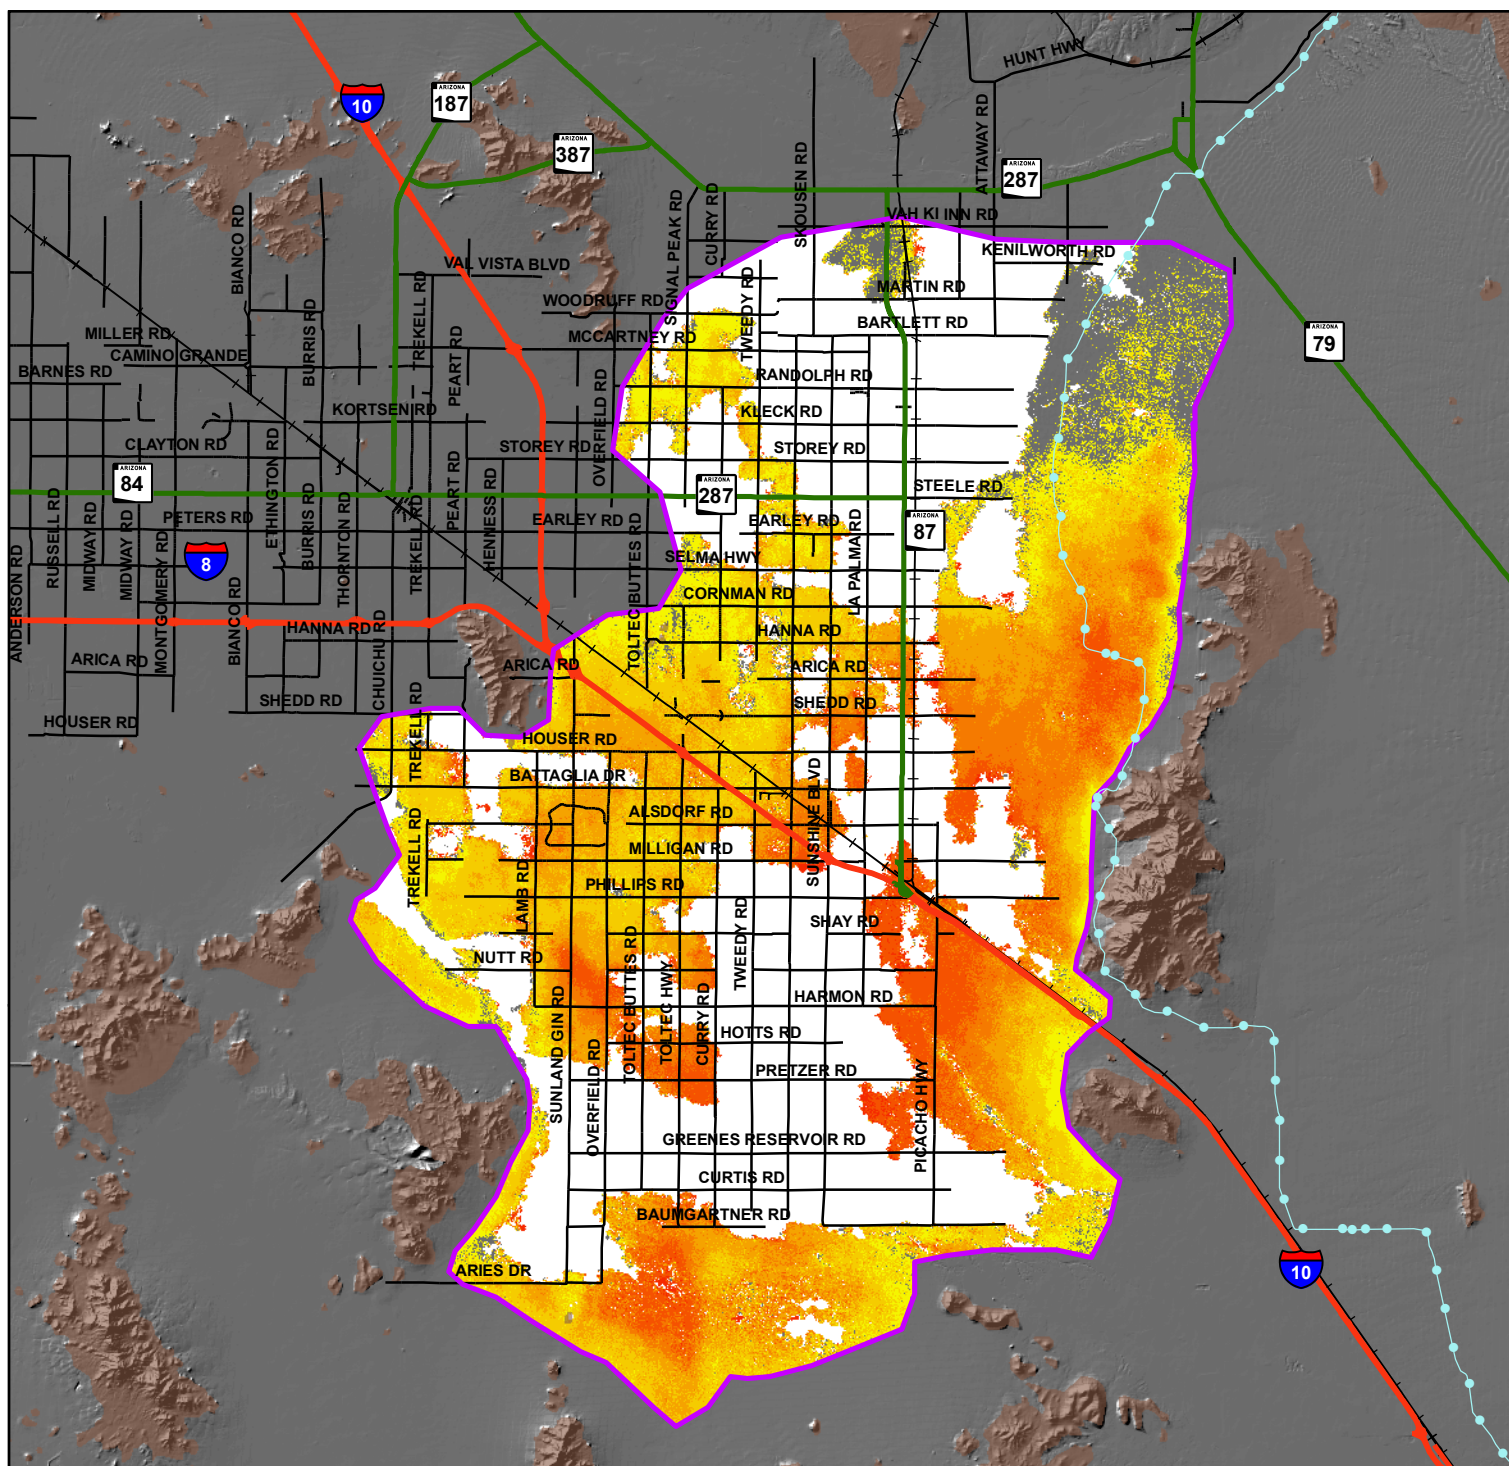 HUNT HWY
10
ARIZONA
187
ARIZONA
387
ARIZONA
287
ATTAWAY RD
SKOUSEN RD
SIGNAL PEAK RD
CURRY RD
BIANCO RD
VAH KI INN RD
KENILWORTH RD
VAL VISTA BLVD
TREKELL RD
TWEEDY RD
MARTIN RD
WOODRUFF RD
BURRIS RD
PEART RD
BARTLETT RD
MILLER RD
MCCARTNEY RD
ARIZONA
79
CAMINO GRANDE
BARNES RD
RANDOLPH RD
OVERFIELD RD
KORTSEN RD
KLECK RD
CLAYTON RD
STOREY RD
STOREY RD
ARIZONA
84
ETHINGTON RD
PEART RD
HENNESS RD
ARIZONA
287
STEELE RD
RUSSELL RD
MIDWAY RD
MIDWAY RD
MONTGOMERY RD
PETERS RD
BURRIS RD
THORNTON RD
TREKELL RD
EARLEY RD
EARLEY RD
LA PALMA RD
ARIZONA
87
8
TOLTEC BUTTES RD
SELMA HWY
ANDERSON RD
BIANCO RD
CHUICHU RD
CORNMAN RD
HANNA RD
HANNA RD
ARICA RD
ARICA RD
ARICA RD
SHEDD RD
SHEDD RD
TREKELL RD
HOUSER RD
HOUSER RD
BATTAGLIA DR
SUNSHINE BLVD
ALSDORF RD
TREKELL RD
MILLIGAN RD
LAMB RD
PHILLIPS RD
SHAY RD
TWEEDY RD
NUTT RD
TOLTEC BUTTES RD
TOLTEC HWY
HARMON RD
SUNLAND GIN RD
CURRY RD
HOTTS RD
OVERFIELD RD
PRETZER RD
PICACHO HWY
GREENES RESERVOIR RD
CURTIS RD
BAUMGARTNER RD
ARIES DR
10